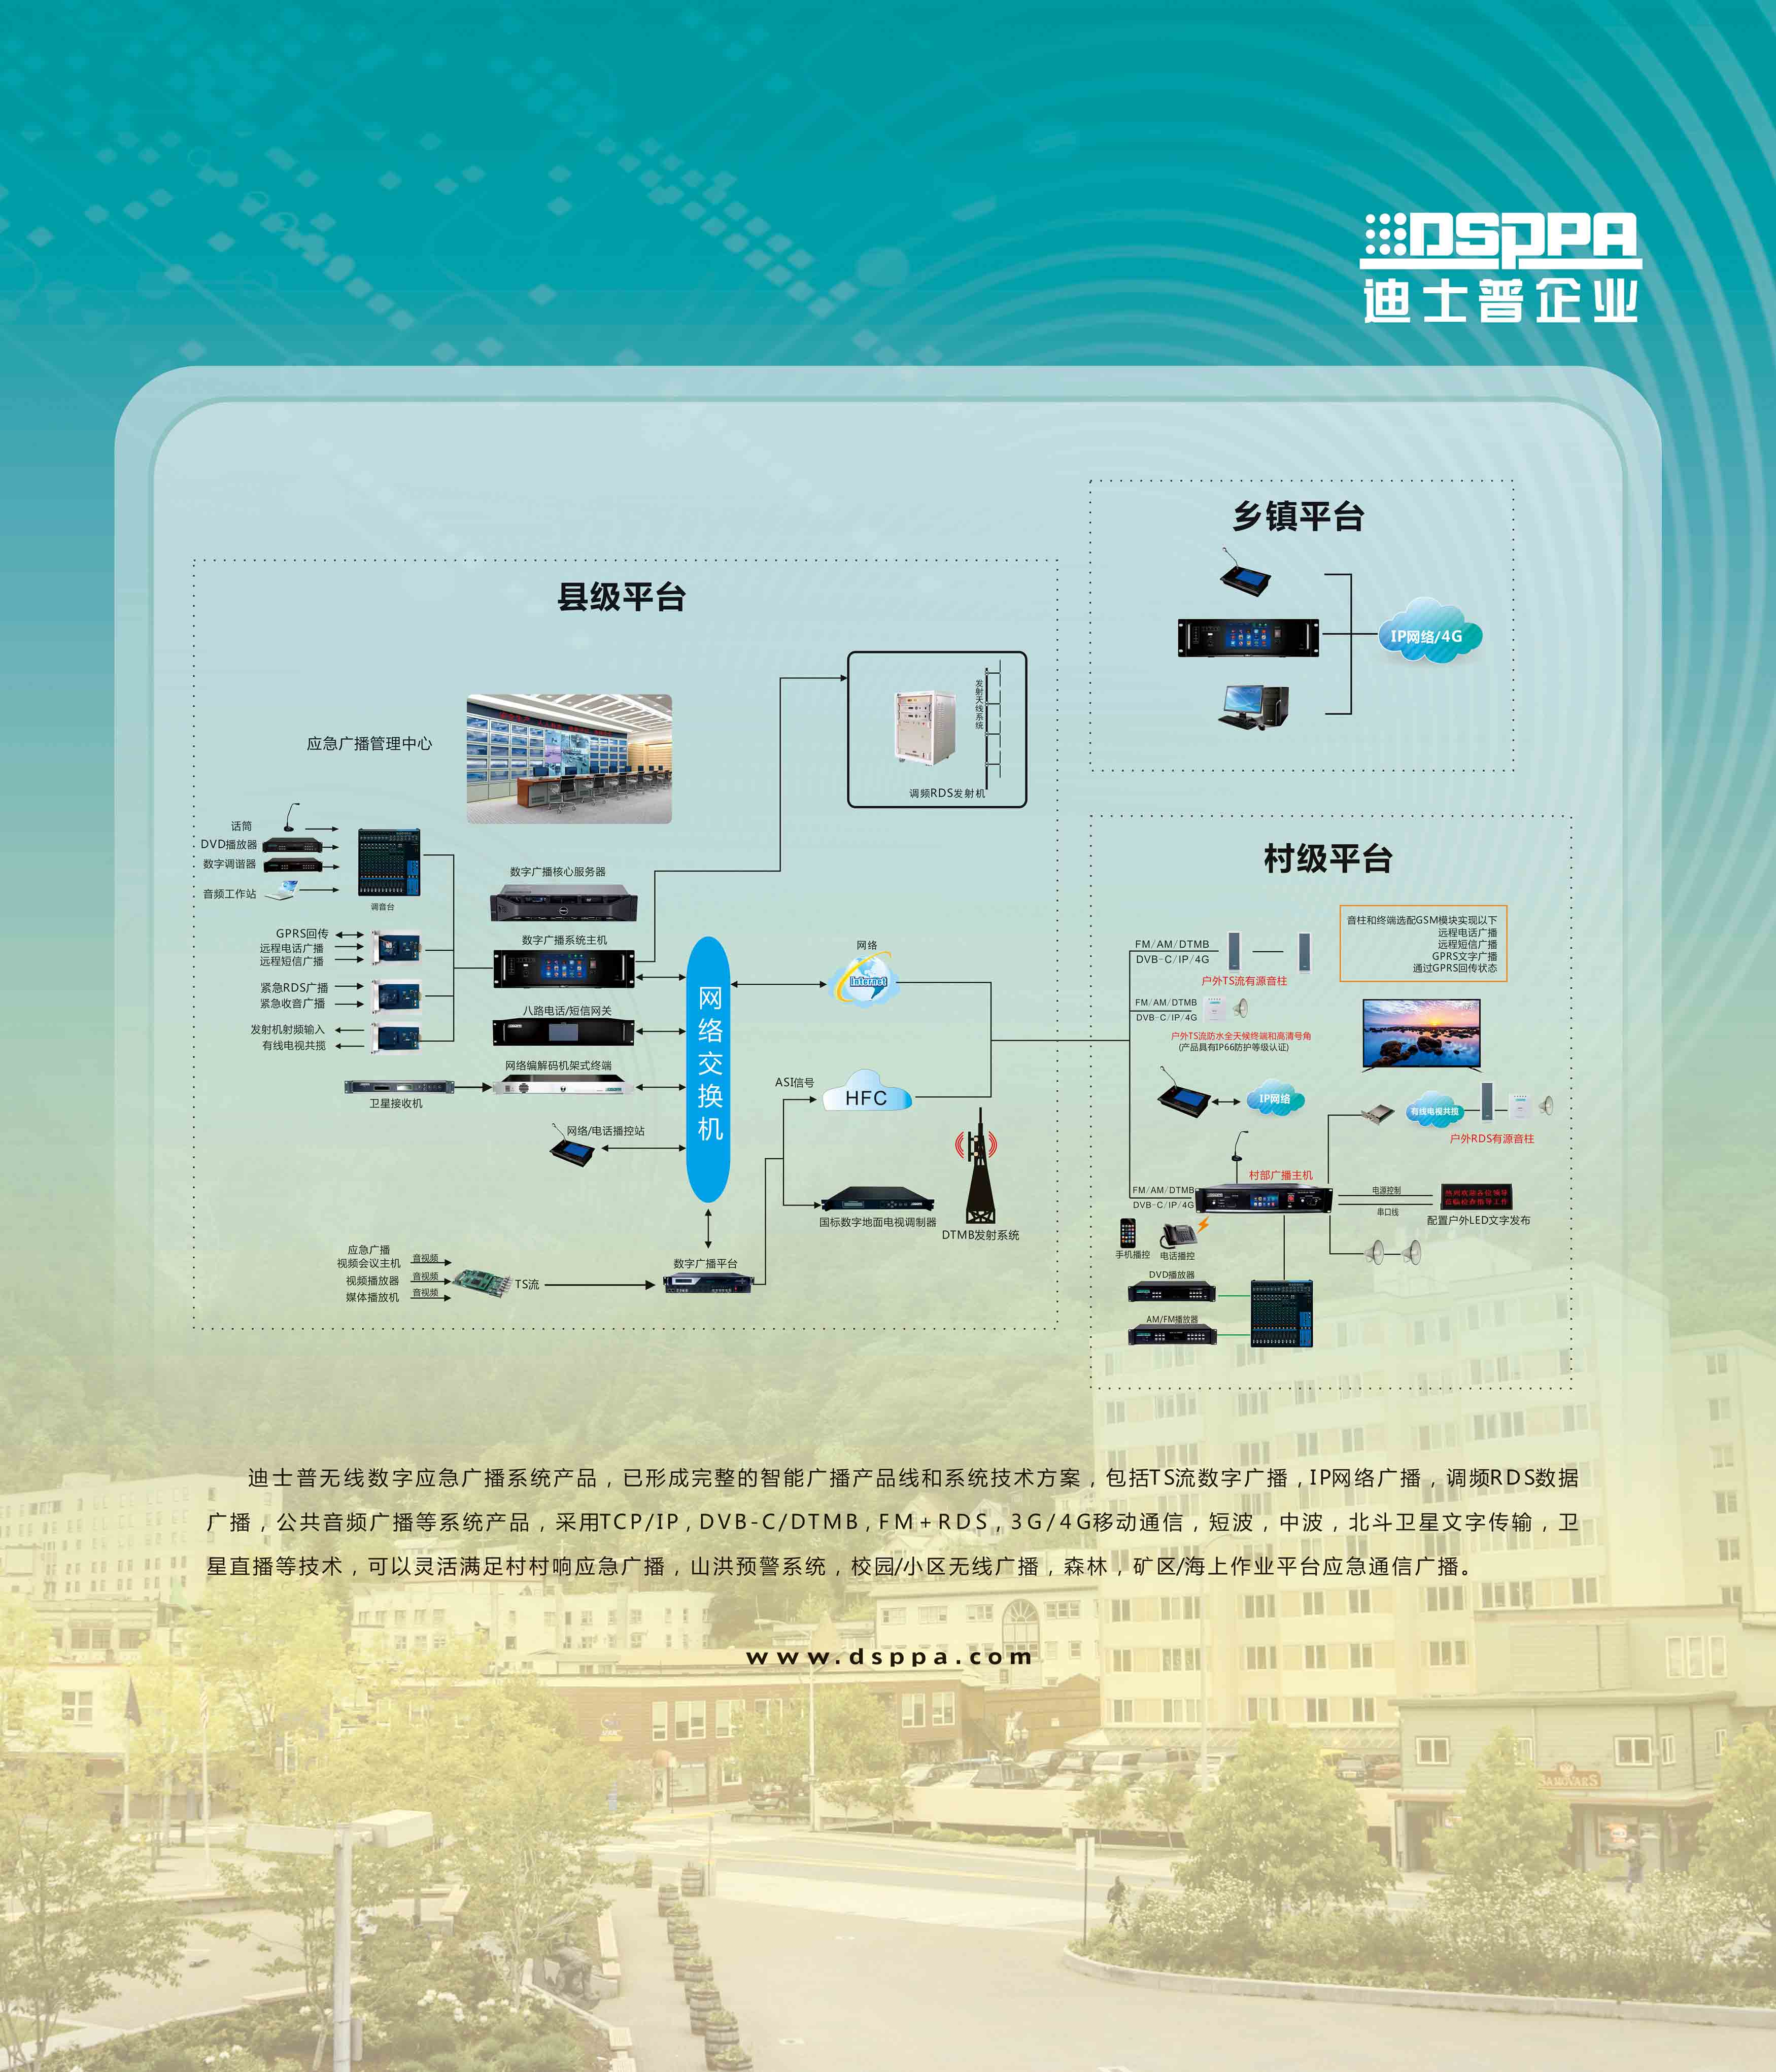 DSPPA
迪士普企业
乡镇平台
IP网络/4G
县级平台
应急广播管理中心
发射天线系统
调频RDS发射机
话筒
DVD播放器
数字调谐器
音频工作站
调音台
GPRS回传
远程电话广播
远程短信广播
紧急RDS广播
紧急收音广播
发射机射频输入
有线电视共揽
卫星接收机
数字广播核心服务器
数字广播系统主机
八路电话/短信网关
网络编解码机架式终端
网络/电话播控站
网络交换机
网络
Internet
ASI信号
HFC
国标数字地面电视调制器
DTMB发射系统
应急广播
视频会议主机
音视频
视频播放器
音视频
媒体播放机
音视频
TS流
数字广播平台
村级平台
音柱和终端选配GSM模块实现以下
远程电话广播
远程短信广播
GPRS文字广播
通过GPRS回传状态
FM/AM/DTMB
DVB-C/IP/4G
户外TS流有源音柱
FM/AM/DTMB
DVB-C/IP/4G
户外TS流防水全天候终端和高清号角
(产品具有IP66防护等级认证)
IP网络
有线电视共揽
户外RDS有源音柱
村部广播主机
FM/AM/DTMB
DVB-C/IP/4G
电源控制
串口线
热烈欢迎各位领导
莅临检查指导工作
配置户外LED文字发布
手机播控
电话播控
DVD播放器
AM/FM播放器
迪士普无线数字应急广播系统产品，已形成完整的智能广播产品线和系统技术方案，包括TS流数字广播，IP网络广播，调频RDS数据
广播，公共音频广播等系统产品，采用TCP/IP，DVB-C/DTMB，FM+RDS，3G/4G移动通信，短波，中波，北斗卫星文字传输，卫
星直播等技术，可以灵活满足村村响应急广播，山洪预警系统，校园/小区无线广播，森林，矿区/海上作业平台应急通信广播。
www.dsppa.com